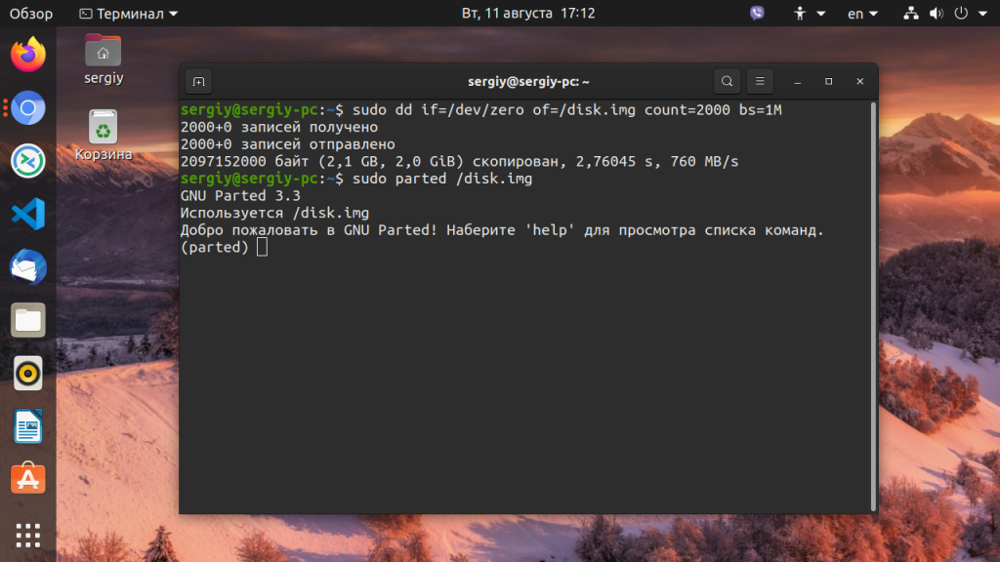 Обзор
Терминал
Вт, 11 августа 17:12
en
sergiy
Корзина
sergiy@sergiy-pc: ~
sergiy@sergiy-pc:~$ sudo dd if=/dev/zero of=/disk.img count=2000 bs=1M
2000+0 записей получено
2000+0 записей отправлено
2097152000 байт (2,1 GB, 2,0 GiB) скопирован, 2,76045 s, 760 MB/s
sergiy@sergiy-pc:~$ sudo parted /disk.img
GNU Parted 3.3
Используется /disk.img
Добро пожаловать в GNU Parted! Наберите 'help' для просмотра списка команд.
(parted)